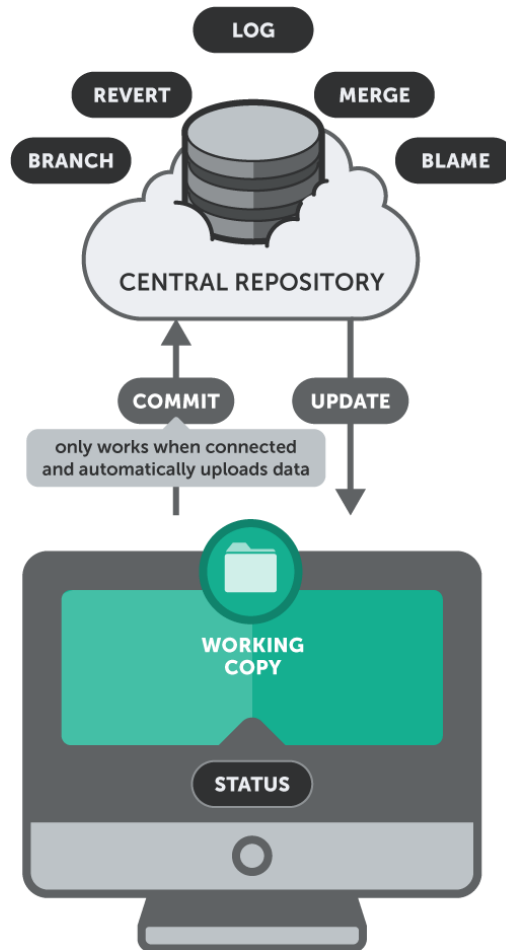 LOG
REVERT
MERGE
BRANCH
BLAME
CENTRAL REPOSITORY
COMMIT
UPDATE
only works when connected
and automatically uploads data
WORKING
COPY
STATUS